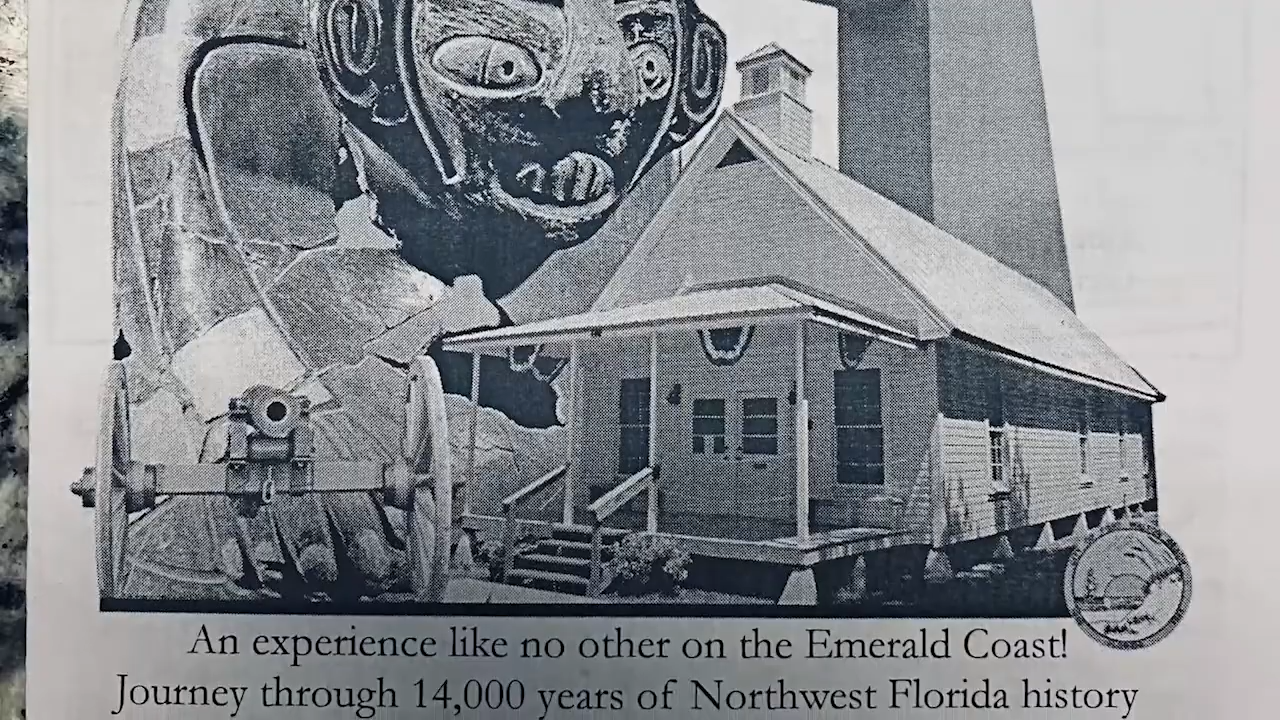 An experience like no other on the Emerald Coast!
Journey through 14,000 years of Northwest Florida history